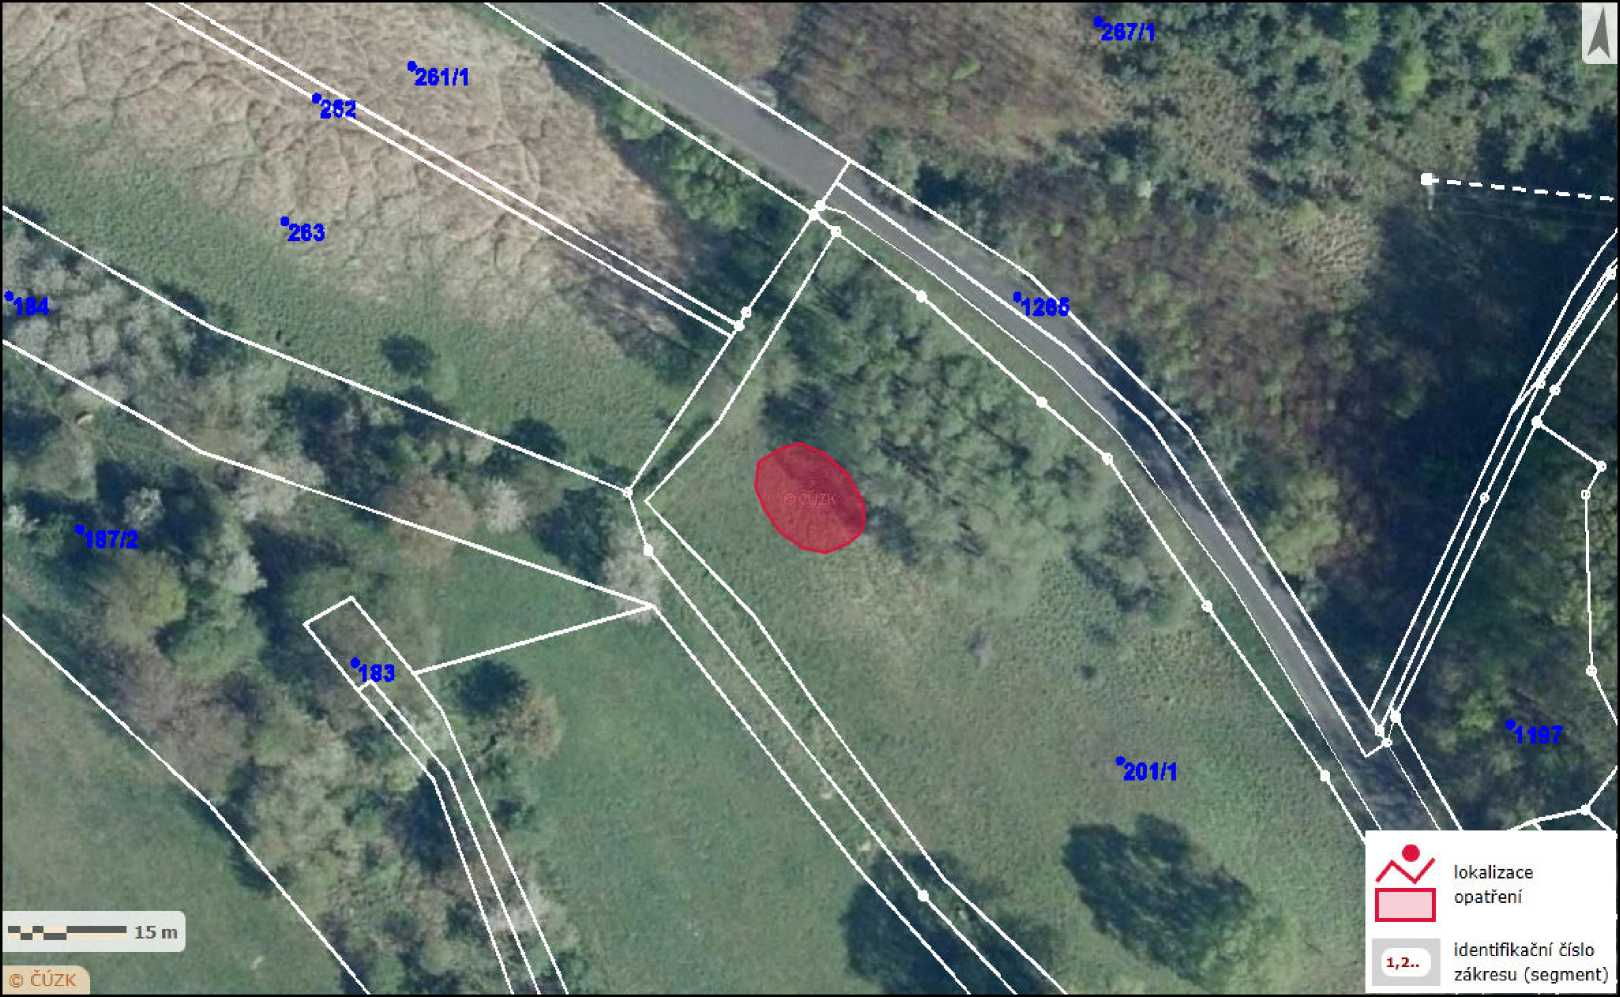 267/1
261/1
262
263
184
1265
© ČÚZK
187/2
183
1197
201/1
lokalizace
opatření
15 m
identifikační číslo
1,2..
zákresu (segment)
© ČÚZK